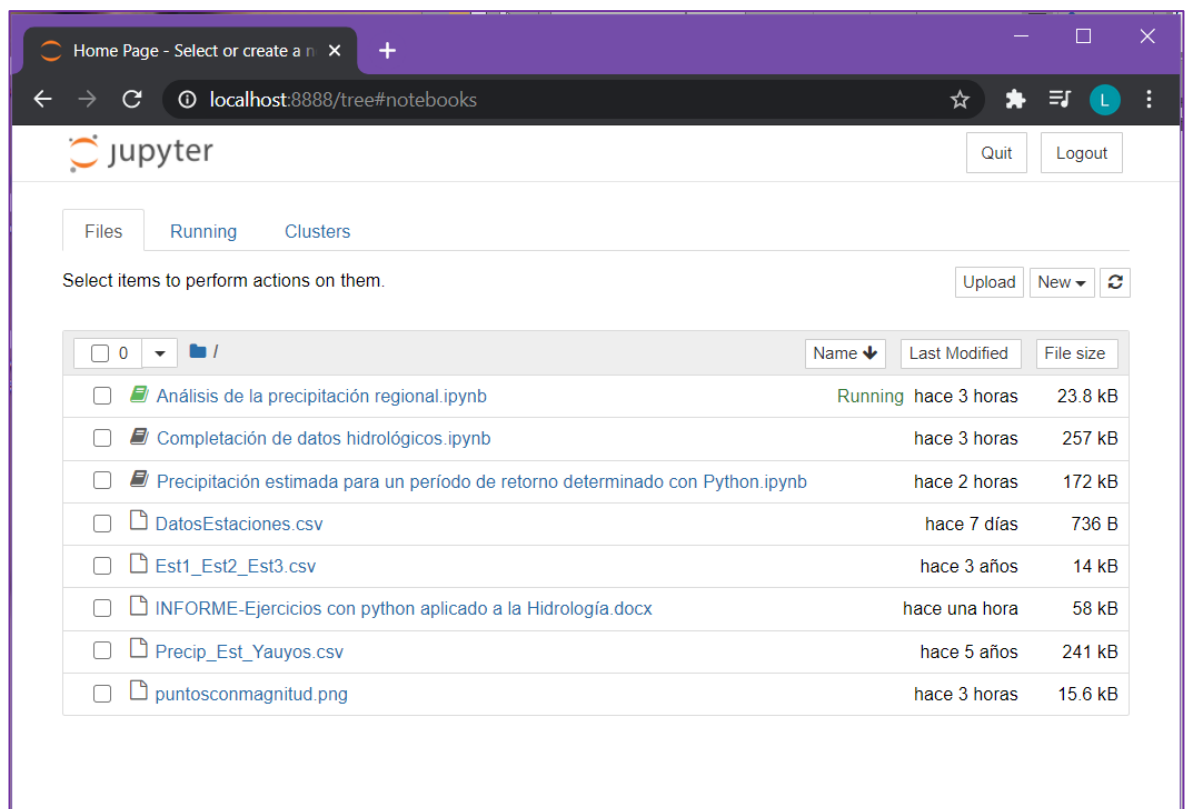 Home Page - Select or create a n
localhost:8888/tree#notebooks
L
jupyter
Quit Logout
Files Running Clusters
Select items to perform actions on them.
Upload New
0 / Name Last Modified File size
Análisis de la precipitación regional.ipynb Running hace 3 horas 23.8 kB
Completación de datos hidrológicos.ipynb hace 3 horas 257 kB
Precipitación estimada para un período de retorno determinado con Python.ipynb hace 2 horas 172 kB
DatosEstaciones.csv hace 7 días 736 B
Est1_Est2_Est3.csv hace 3 años 14 kB
INFORME-Ejercicios con python aplicado a la Hidrología.docx hace una hora 58 kB
Precip_Est_Yauyos.csv hace 5 años 241 kB
puntosconmagnitud.png hace 3 horas 15.6 kB